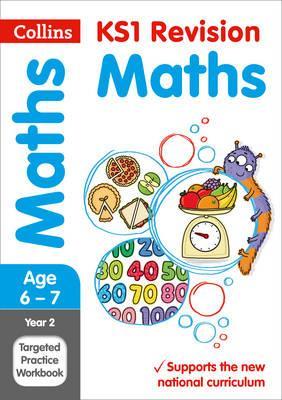 Collins
KS1 Revision
Maths
Maths
Age
6 – 7
Year 2
Targeted
Practice
Workbook
10 20 30
40 50 60
70 80 90
100
✓ Supports the new
national curriculum